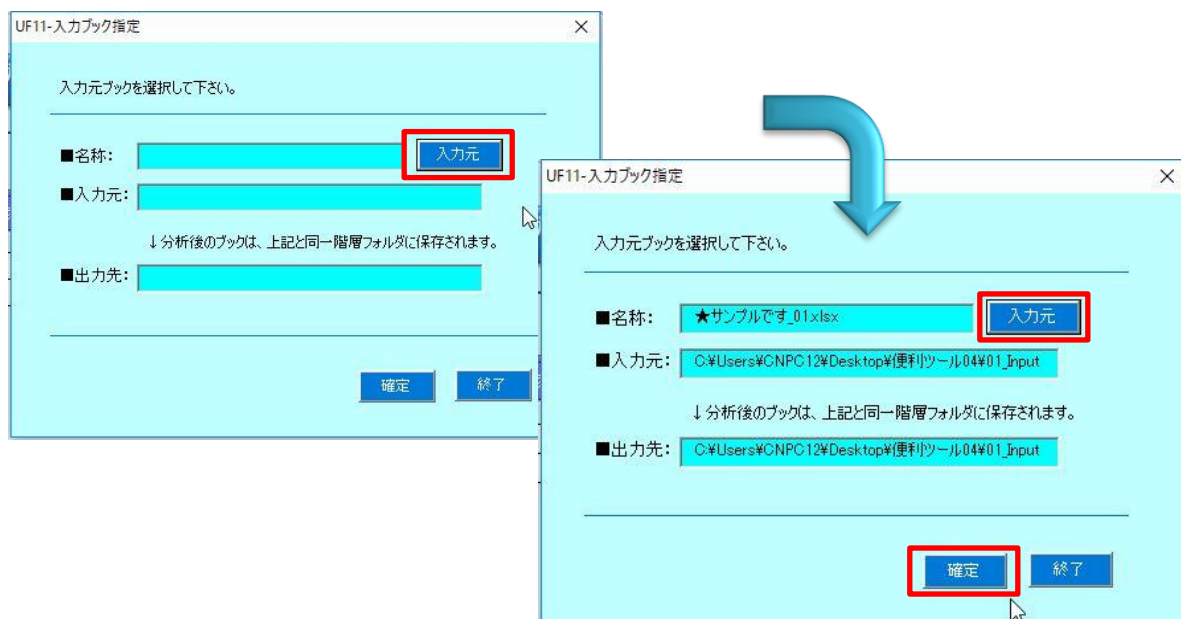 UF11-入力ブック指定
入力元ブックを選択して下さい。
■名称: 入力元
■入力元:
↓分析後のブックは、上記と同一階層フォルダに保存されます。
■出力先:
確定 終了
UF11-入力ブック指定
入力元ブックを選択して下さい。
■名称: ★サンプルです_01.xlsx 入力元
■入力元: C:¥Users¥CNPC12¥Desktop¥便利ツール04¥01_Input
↓分析後のブックは、上記と同一階層フォルダに保存されます。
■出力先: C:¥Users¥CNPC12¥Desktop¥便利ツール04¥01_Input
確定 終了